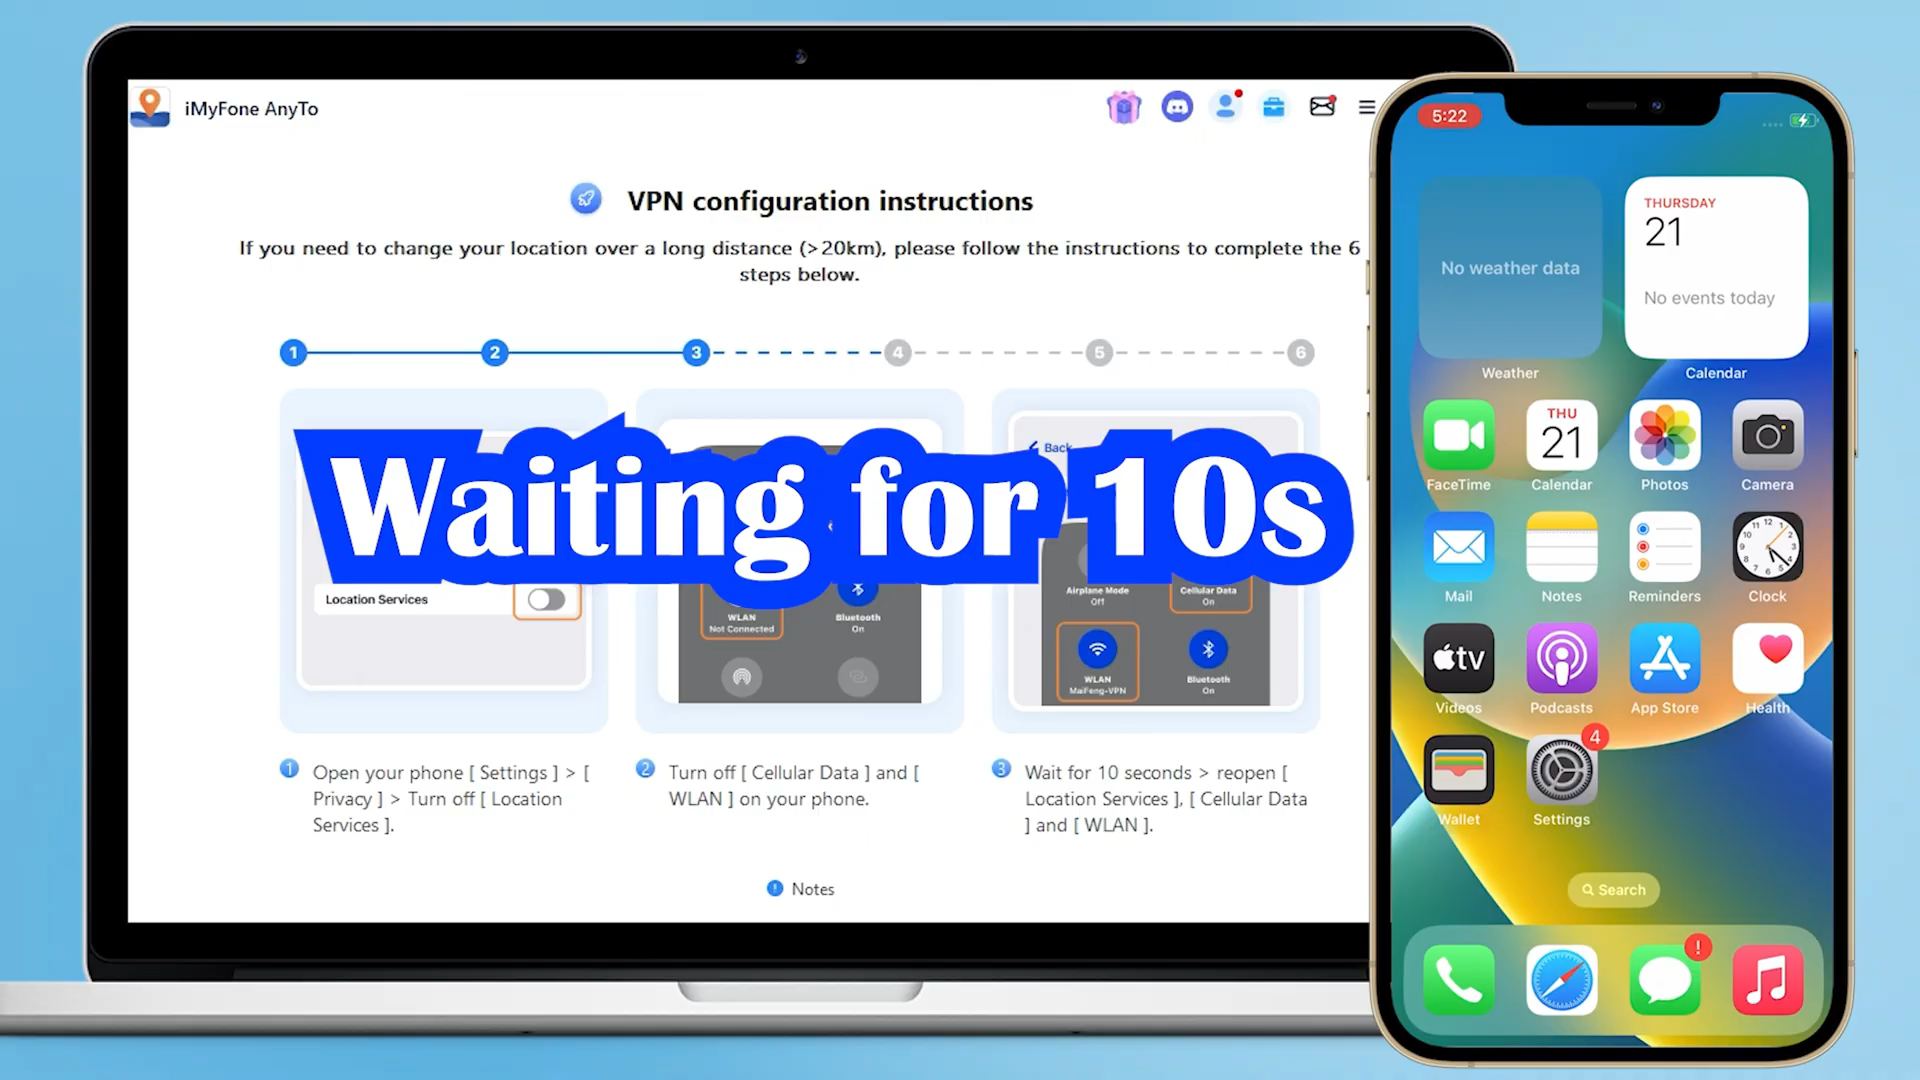 iMyFone AnyTo
VPN configuration instructions
If you need to change your location over a long distance (>20km), please follow the instructions to complete the 6
steps below.
1
2
3
4
5
6
Waiting for 10s
Location Services
WLAN
Not Connected
Bluetooth
On
Back
Airplane Mode
Off
Cellular Data
On
WLAN
MaiFeng-VPN
Bluetooth
On
1 Open your phone [ Settings ] > [
Privacy ] > Turn off [ Location
Services ].
2 Turn off [ Cellular Data ] and [
WLAN ] on your phone.
3 Wait for 10 seconds > reopen [
Location Services ], [ Cellular Data
] and [ WLAN ].
! Notes
5:22
No weather data
Weather
THURSDAY
21
No events today
Calendar
FaceTime
THU
21
Calendar
Photos
Camera
Mail
Notes
Reminders
Clock
tv
Videos
Podcasts
App Store
Health
Wallet
4
Settings
Search
!